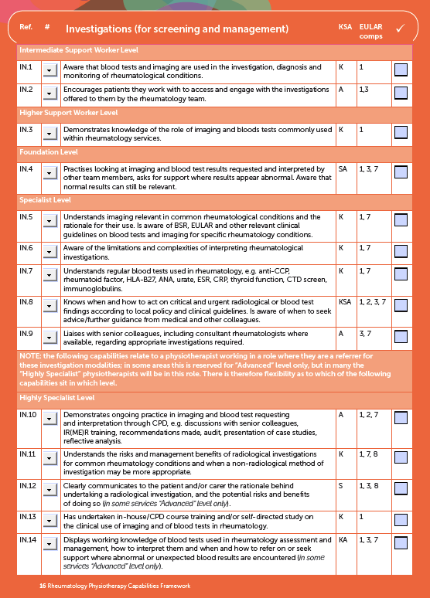 Ref. # Investigations (for screening and management) KSA EULAR comps ✓
Intermediate Support Worker Level
IN.1 Aware that blood tests and imaging are used in the investigation, diagnosis and K 1
monitoring of rheumatological conditions.
IN.2 Encourages patients they work with to access and engage with the investigations A 1,3
offered to them by the rheumatology team.
Higher Support Worker Level
IN.3 Demonstrates knowledge of the role of imaging and bloods tests commonly used K 1
within rheumatology services.
Foundation Level
IN.4 Practises looking at imaging and blood test results requested and interpreted by SA 1, 3, 7
other team members, asks for support where results appear abnormal. Aware that
normal results can still be relevant.
Specialist Level
IN.5 Understands imaging relevant in common rheumatological conditions and the K 1, 7
rationale for their use. Is aware of BSR, EULAR and other relevant clinical
guidelines on blood tests and imaging for specific rheumatology conditions.
IN.6 Aware of the limitations and complexities of interpreting rheumatological K 1, 7
investigations.
IN.7 Understands regular blood tests used in rheumatology, e.g. anti-CCP, K 1, 7
rheumatoid factor, HLA-B27, ANA, urate, ESR, CRP, thyroid function, CTD screen,
immunoglobulins.
IN.8 Knows when and how to act on critical and urgent radiological or blood test KSA 1, 2, 3, 7
findings according to local policy and clinical guidelines. Is aware of when to seek
advice/further guidance from medical and other colleagues.
IN.9 Liaises with senior colleagues, including consultant rheumatologists where A 3, 7
available, regarding appropriate investigations required.
NOTE: the following capabilities relate to a physiotherapist working in a role where they are a referrer for
these investigation modalities; in some areas this is reserved for "Advanced" level only, but in many the
"Highly Specialist" physiotherapists will be in this role. There is therefore flexibility as to which of the following
capabilities sit in which level.
Highly Specialist Level
IN.10 Demonstrates ongoing practice in imaging and blood test requesting A 1, 2, 7
and interpretation through CPD, e.g. discussions with senior colleagues,
IR(ME)R training, recommendations made, audit, presentation of case studies,
reflective analysis.
IN.11 Understands the risks and management benefits of radiological investigations K 1, 7, 8
for common rheumatology conditions and when a non-radiological method of
investigation may be more appropriate.
IN.12 Clearly communicates to the patient and/or carer the rationale behind S 1, 3, 8
undertaking a radiological investigation, and the potential risks and benefits
of doing so (in some services "Advanced" level only).
IN.13 Has undertaken in-house/CPD course training and/or self-directed study on K 1
the clinical use of imaging and of blood tests in rheumatology.
IN.14 Displays working knowledge of blood tests used in rheumatology assessment and KA 1, 3, 7
management, how to interpret them and when and how to refer on or seek
support where abnormal or unexpected blood results are encountered (in some
services "Advanced" level only).
16 Rheumatology Physiotherapy Capabilities Framework